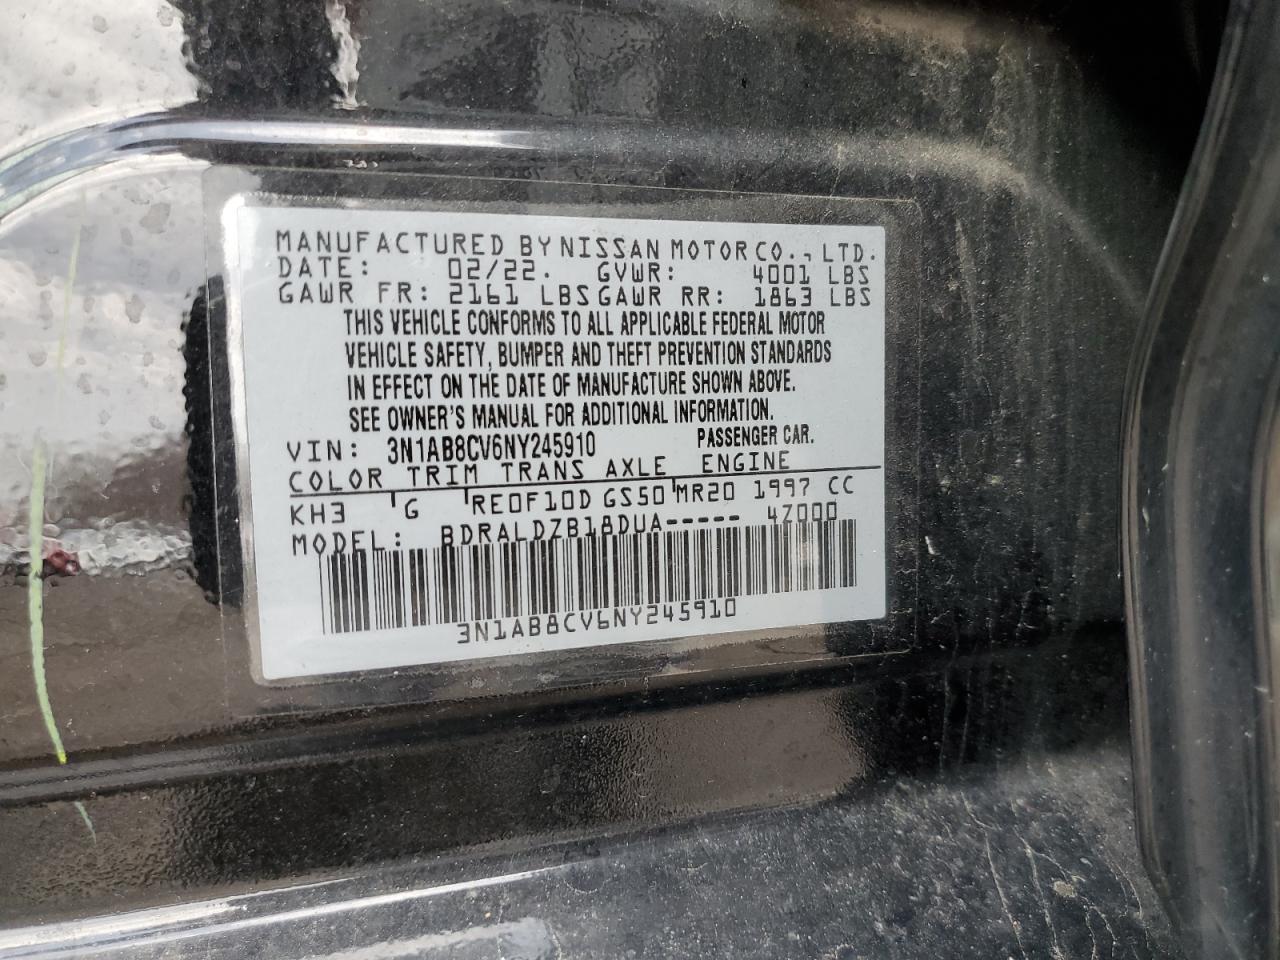 MANUFACTURED BY NISSAN MOTOR CO., LTD.
DATE: 02/22. GVWR: 4001 LBS
GAWR FR: 2161 LBS GAWR RR: 1863 LBS
THIS VEHICLE CONFORMS TO ALL APPLICABLE FEDERAL MOTOR
VEHICLE SAFETY, BUMPER AND THEFT PREVENTION STANDARDS
IN EFFECT ON THE DATE OF MANUFACTURE SHOWN ABOVE.
SEE OWNER'S MANUAL FOR ADDITIONAL INFORMATION.
VIN: 3N1AB8CV6NY245910 PASSENGER CAR.
COLOR TRIM TRANS AXLE ENGINE
KH3 G RE0F10D GS50 MR20 1997 CC
MODEL: BDRALDZB18DUA----- 4Z000
3N1AB8CV6NY245910